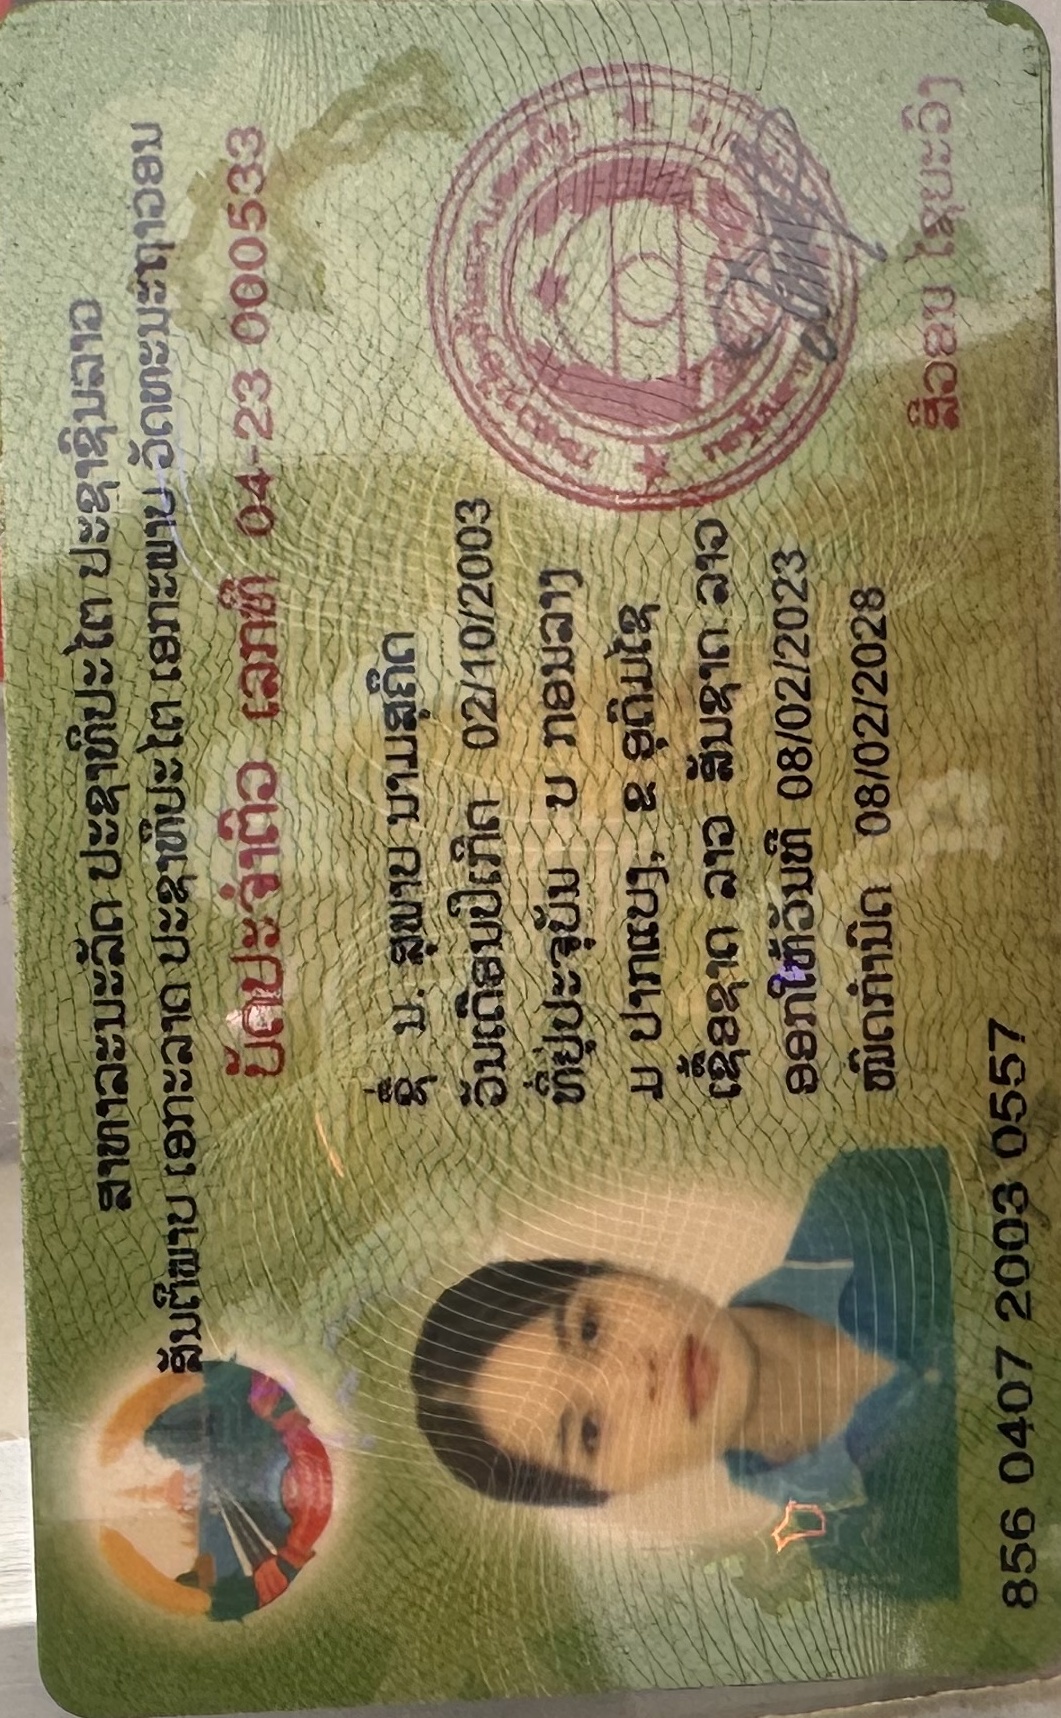 ສາທາລະນະລັດ ປະຊາທິປະໄຕ ປະຊາຊົນລາວ
ສັນຕິພາບ ເອກະລາດ ປະຊາທິປະໄຕ ເອກະພາບ ວັດທະນະຖາວອນ
ບັດປະຈຳຕົວ ເລກທີ 04-23 000533
ຊື່ ນ. ສຸພາບ ນາມສຸກິດ
ວັນເດືອນປີເກີດ 02/10/2003
ທີ່ຢູ່ປະຈຸບັນ ບ ກອນລາງ
ມ ປາກແບງ, ຂ ອຸດົມໄຊ
ເຊື້ອຊາດ ລາວ ສັນຊາດ ລາວ
ອອກໃຫ້ວັນທີ 08/02/2023
ໝົດກຳນົດ 08/02/2028
ສີວອນ ໄຊຍະວົງ
856 0407 2003 0557